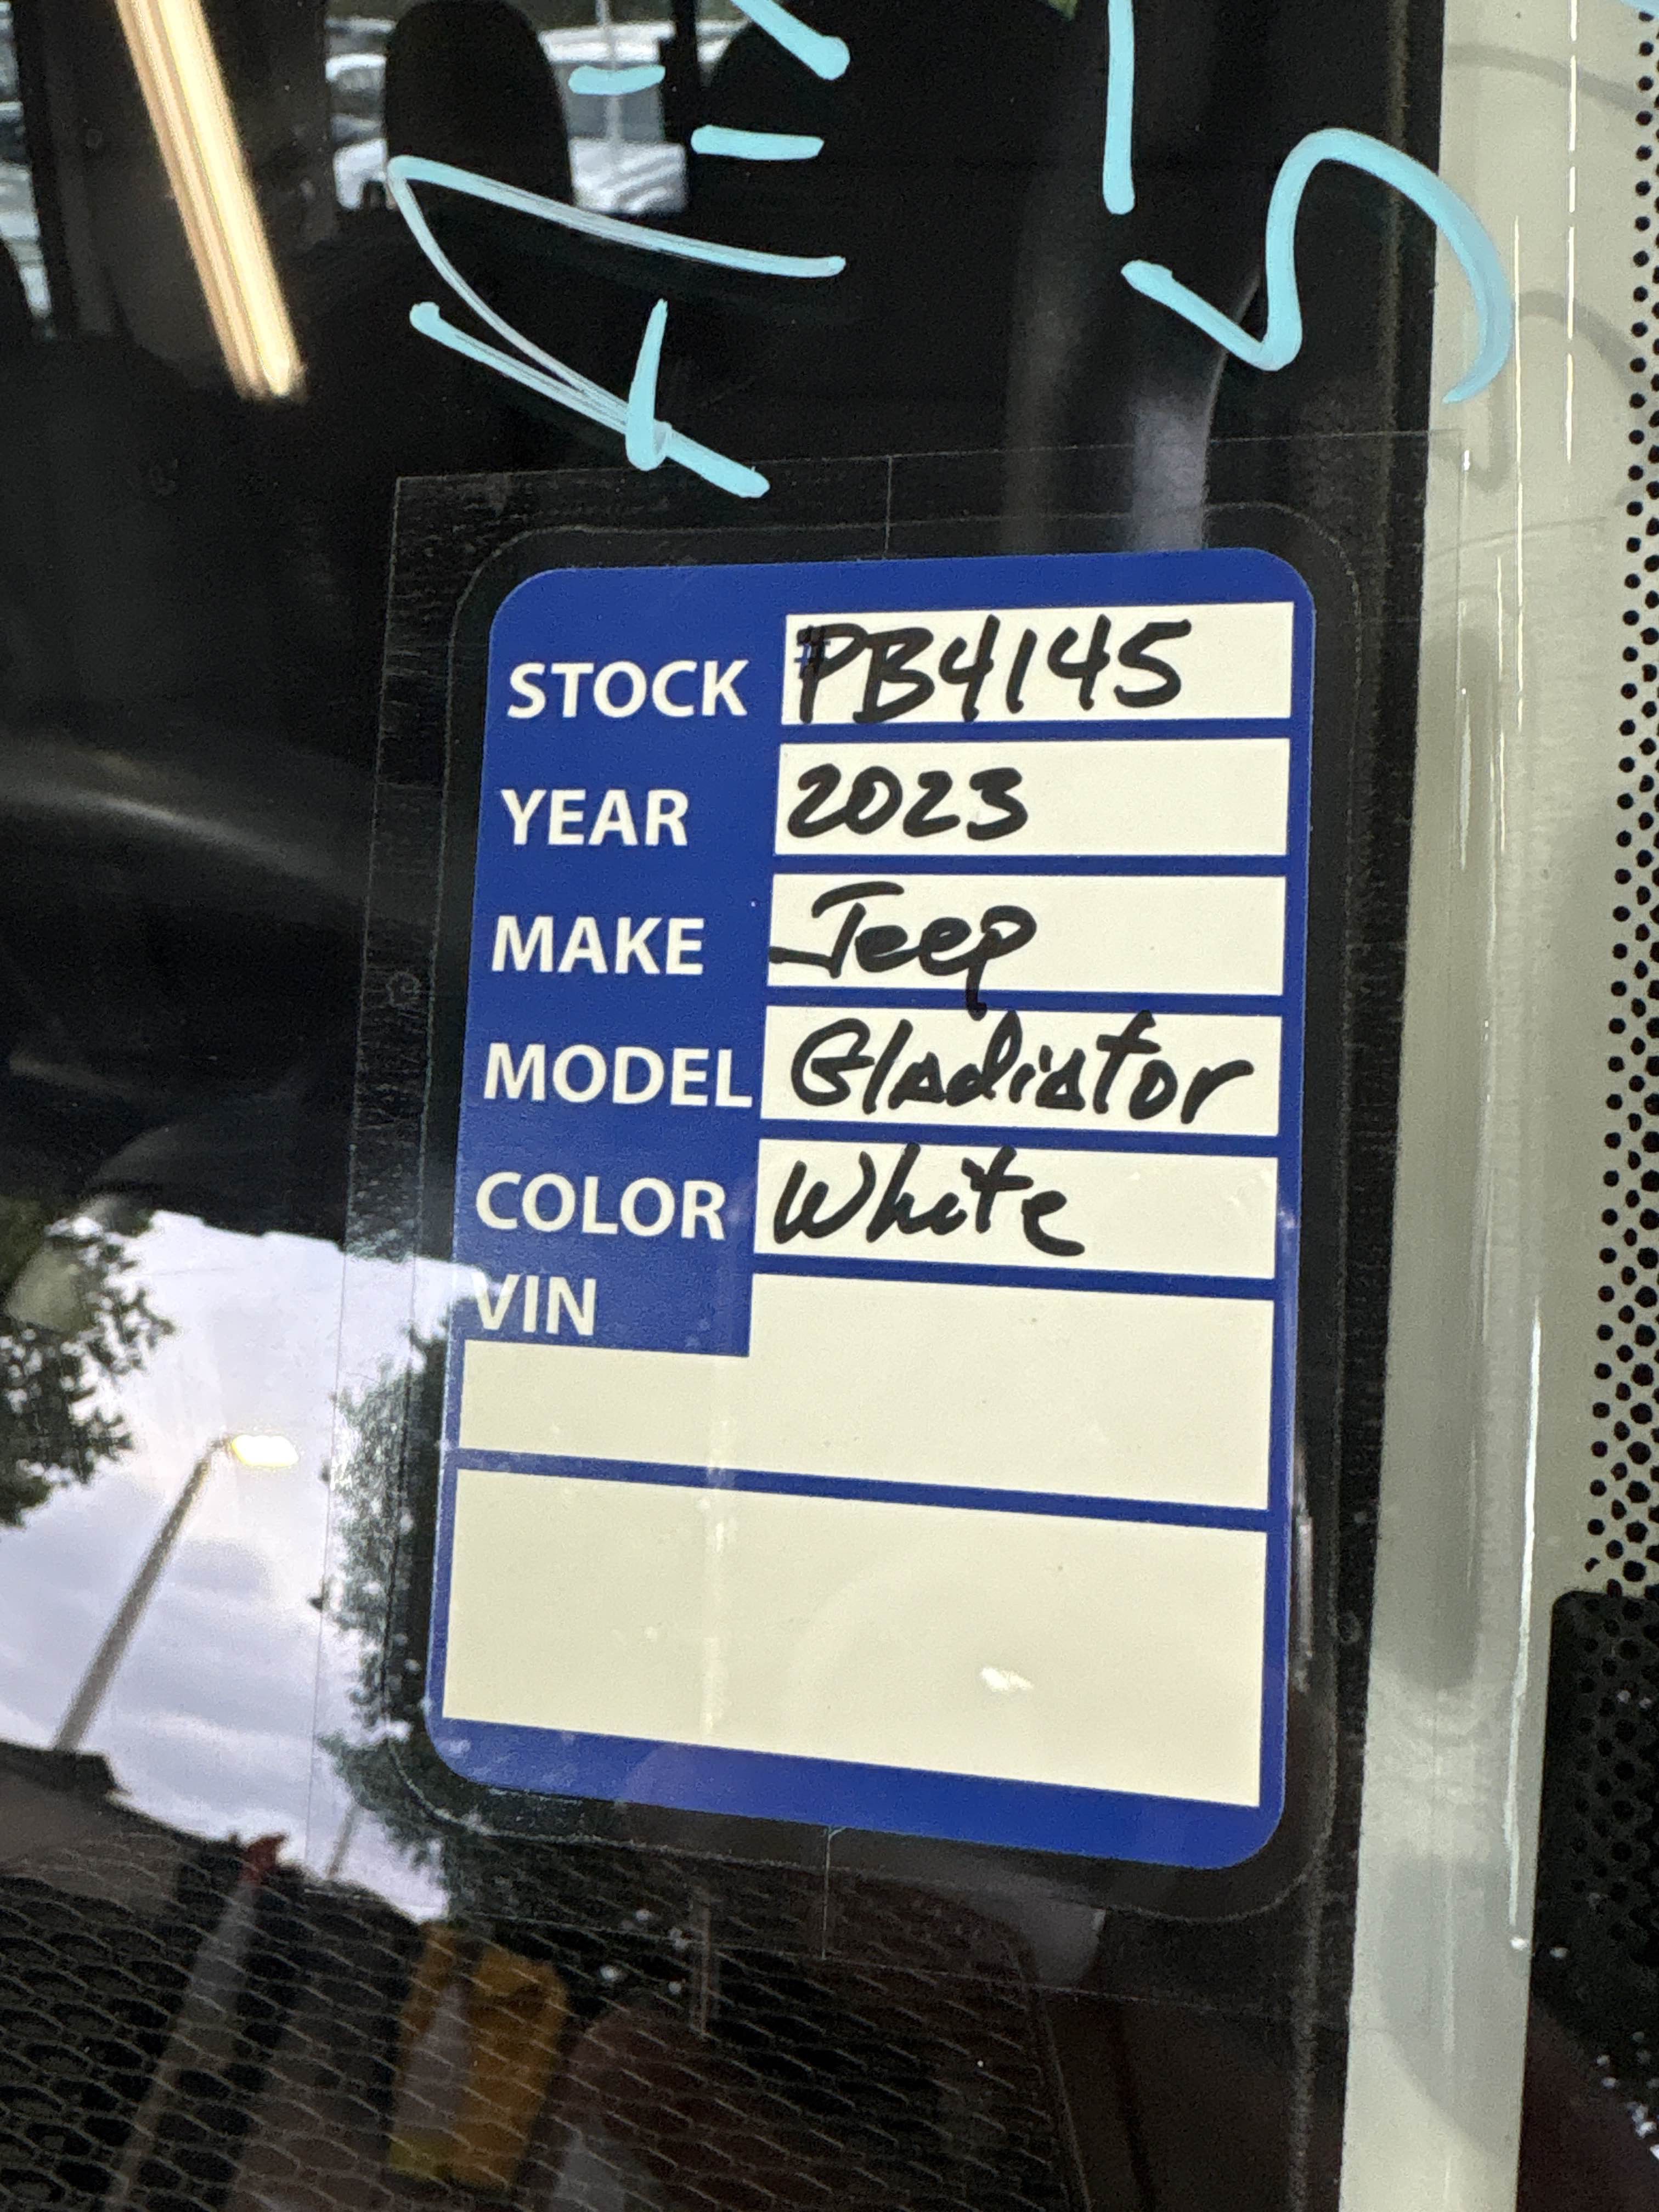 STOCK #PB4145
YEAR 2023
MAKE Jeep
MODEL Gladiator
COLOR White
VIN